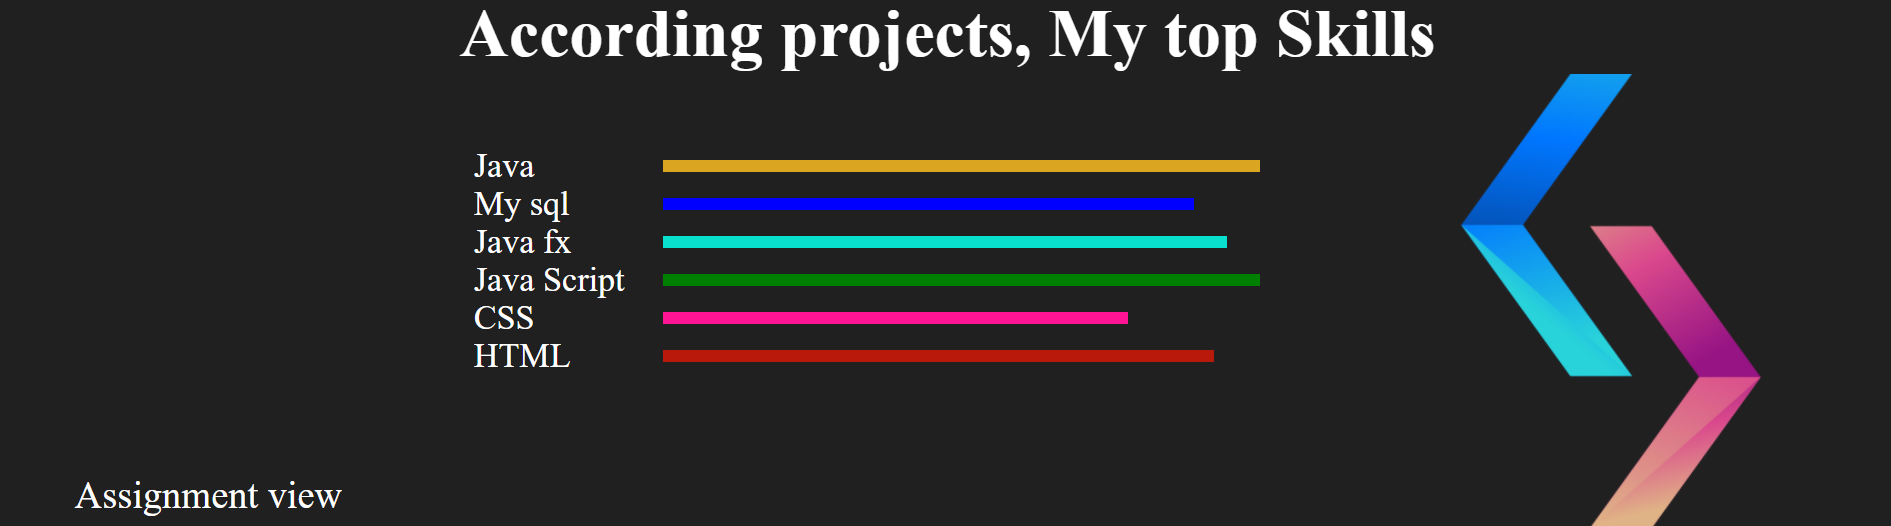 According projects, My top Skills
Java
My sql
Java fx
Java Script
CSS
HTML
Assignment view